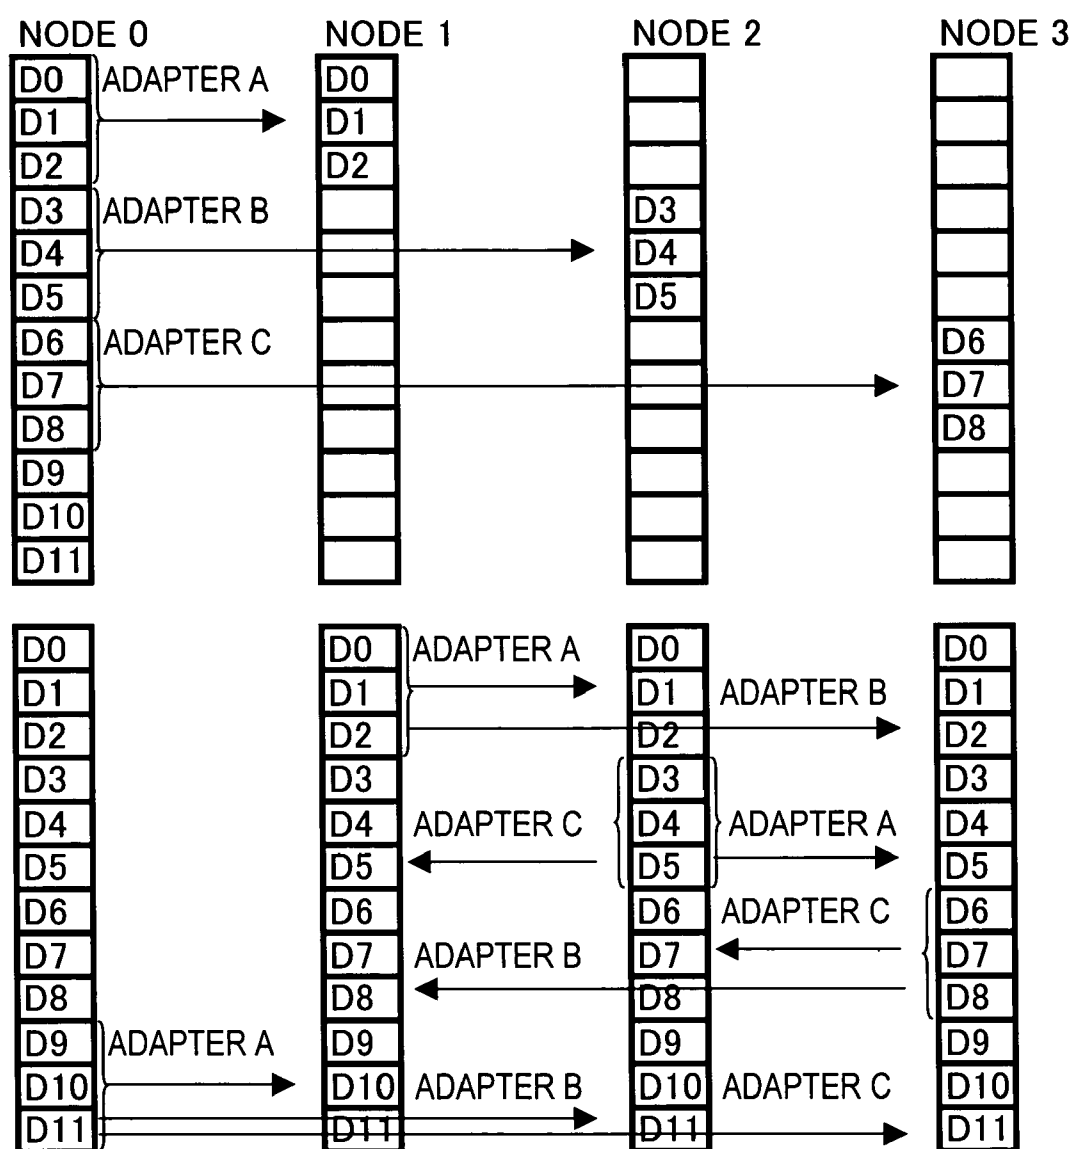 NODE 0 NODE 1 NODE 2 NODE 3
D0 ADAPTER A D0
D1 D1
D2 D2
D3 ADAPTER B D3
D4 D4
D5 D5
D6 ADAPTER C D6
D7 D7
D8 D8
D9
D10
D11
D0 D0 ADAPTER A D0 D0
D1 D1 D1 ADAPTER B D1
D2 D2 D2 D2
D3 D3 D3 D3
D4 D4 ADAPTER C D4 ADAPTER A D4
D5 D5 D5 D5
D6 D6 D6 ADAPTER C D6
D7 D7 ADAPTER B D7 D7
D8 D8 D8 D8
D9 ADAPTER A D9 D9 D9
D10 D10 ADAPTER B D10 ADAPTER C D10
D11 D11 D11 D11